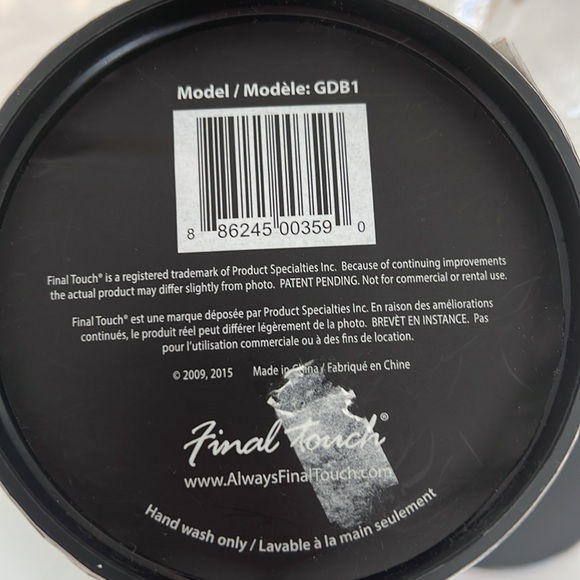 Model / Modèle: GDB1
8 86245 00359 0
Final Touch® is a registered trademark of Product Specialties Inc. Because of continuing improvements
the actual product may differ slightly from photo. PATENT PENDING. Not for commercial or rental use.
Final Touch® est une marque déposée par Product Specialties Inc. En raison des améliorations
continués, le produit réel peut différer légèrement de la photo. BREVÈT EN INSTANCE. Pas
pour l'utilisation commerciale ou à des fins de location.
© 2009, 2015 Made in China / Fabriqué en Chine
Final Touch®
www.AlwaysFinalTouch.com
Hand wash only / Lavable à la main seulement